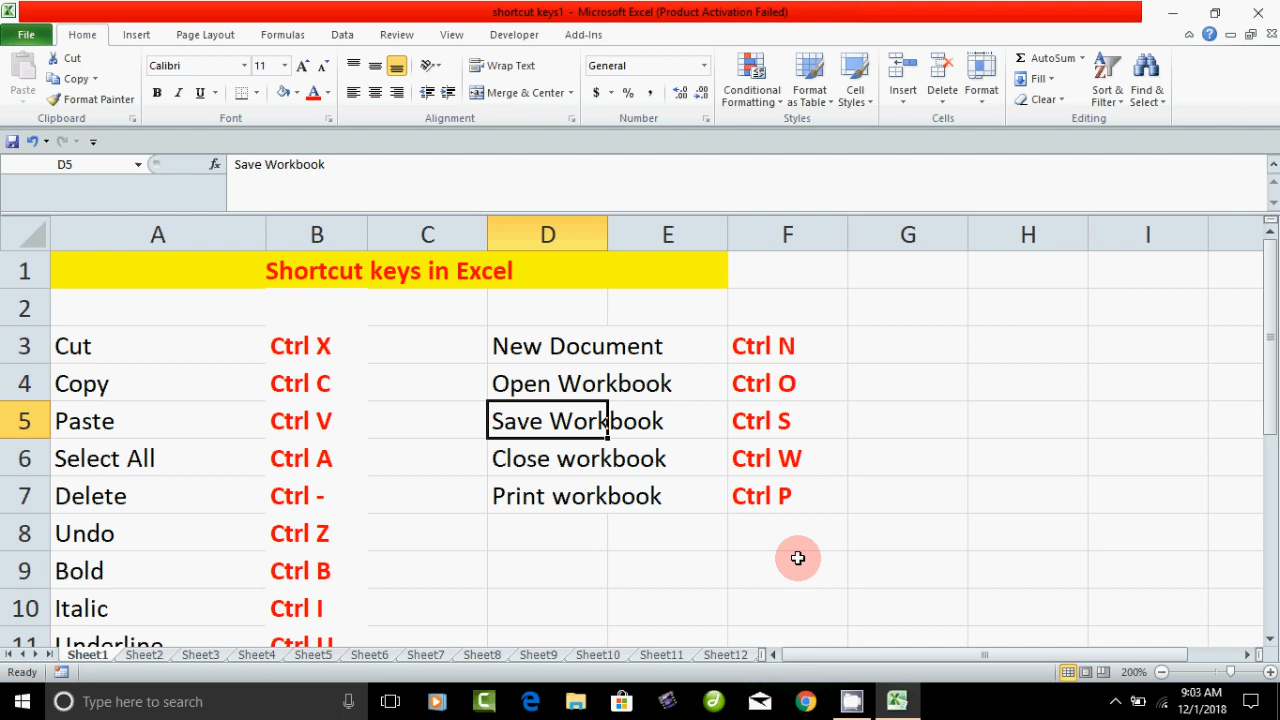 shortcut keys1 - Microsoft Excel (Product Activation Failed)
File Home Insert Page Layout Formulas Data Review View Developer Add-Ins
Paste
Cut
Copy
Format Painter
Clipboard
Calibri 11
B I U
Font
Wrap Text
Merge & Center
Alignment
General
$ % ,
Number
Conditional Formatting
Format as Table
Cell Styles
Styles
Insert
Delete
Format
Cells
Σ AutoSum
Fill
Clear
Sort & Filter
Find & Select
Editing
D5 fx Save Workbook
A B C D E F G H I
1 Shortcut keys in Excel
2
3 Cut Ctrl X New Document Ctrl N
4 Copy Ctrl C Open Workbook Ctrl O
5 Paste Ctrl V Save Workbook Ctrl S
6 Select All Ctrl A Close workbook Ctrl W
7 Delete Ctrl - Print workbook Ctrl P
8 Undo Ctrl Z
9 Bold Ctrl B
10 Italic Ctrl I
11 Underline Ctrl U
Sheet1 Sheet2 Sheet3 Sheet4 Sheet5 Sheet6 Sheet7 Sheet8 Sheet9 Sheet10 Sheet11 Sheet12
Ready 200%
Type here to search
9:03 AM
12/1/2018